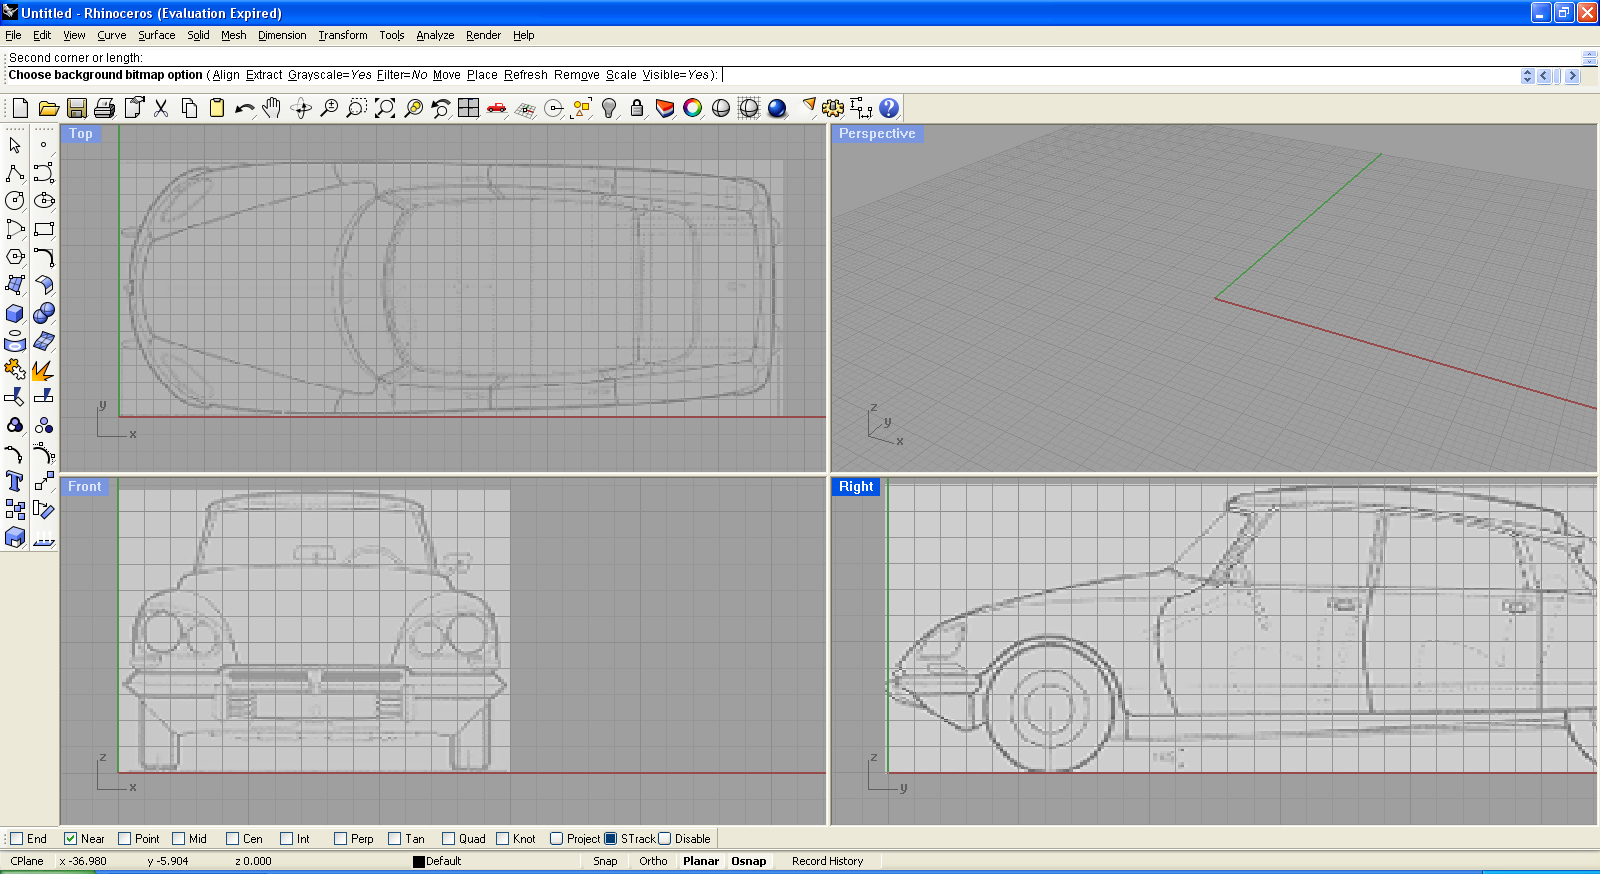 Untitled - Rhinoceros (Evaluation Expired)
File Edit View Curve Surface Solid Mesh Dimension Transform Tools Analyze Render Help
Second corner or length:
Choose background bitmap option ( Align Extract Grayscale=Yes Filter=No Move Place Refresh Remove Scale Visible=Yes ):
Top
y
x
Perspective
z
y
x
Front
z
x
Right
z
y
End Near Point Mid Cen Int Perp Tan Quad Knot Project STrack Disable
CPlane x -36.980 y -5.904 z 0.000 Default Snap Ortho Planar Osnap Record History